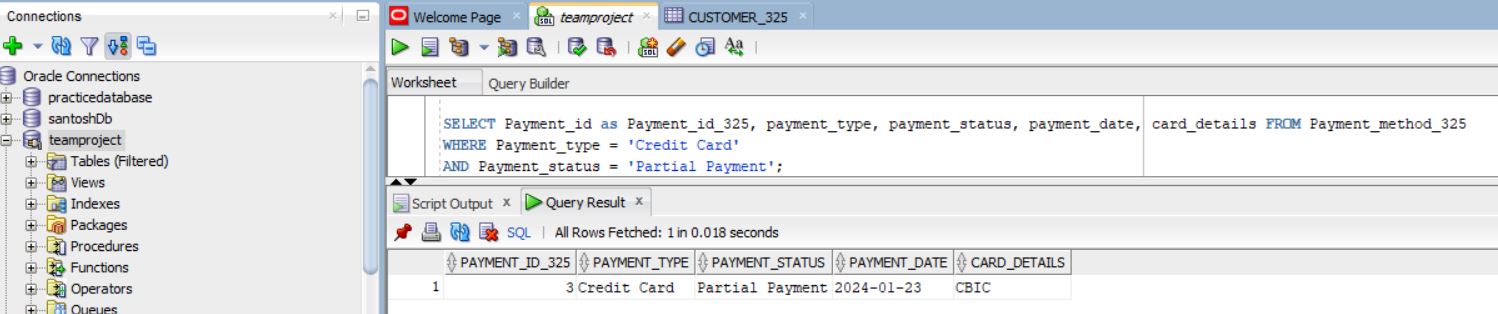 Connections
Oracle Connections
practicedatabase
santoshDb
teamproject
Tables (Filtered)
Views
Indexes
Packages
Procedures
Functions
Operators
Queues
Welcome Page teamproject CUSTOMER_325
Worksheet Query Builder
SELECT Payment_id as Payment_id_325, payment_type, payment_status, payment_date, card_details FROM Payment_method_325
WHERE Payment_type = 'Credit Card'
AND Payment_status = 'Partial Payment';
Script Output x Query Result x
SQL | All Rows Fetched: 1 in 0.018 seconds
PAYMENT_ID_325 PAYMENT_TYPE PAYMENT_STATUS PAYMENT_DATE CARD_DETAILS
1 3 Credit Card Partial Payment 2024-01-23 CBIC